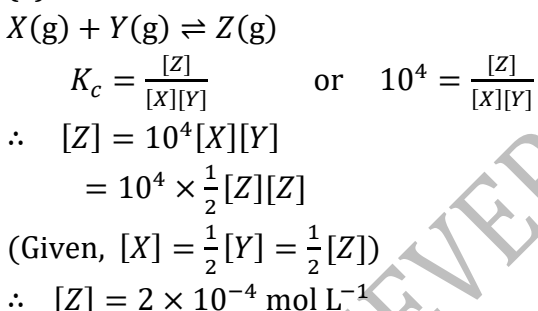 X(g) + Y(g) ⇌ Z(g)
K_c = [Z]/[X][Y] or 10^4 = [Z]/[X][Y]
∴ [Z] = 10^4[X][Y]
= 10^4 × 1/2 [Z][Z]
(Given, [X] = 1/2 [Y] = 1/2 [Z])
∴ [Z] = 2 × 10^−4 mol L^−1